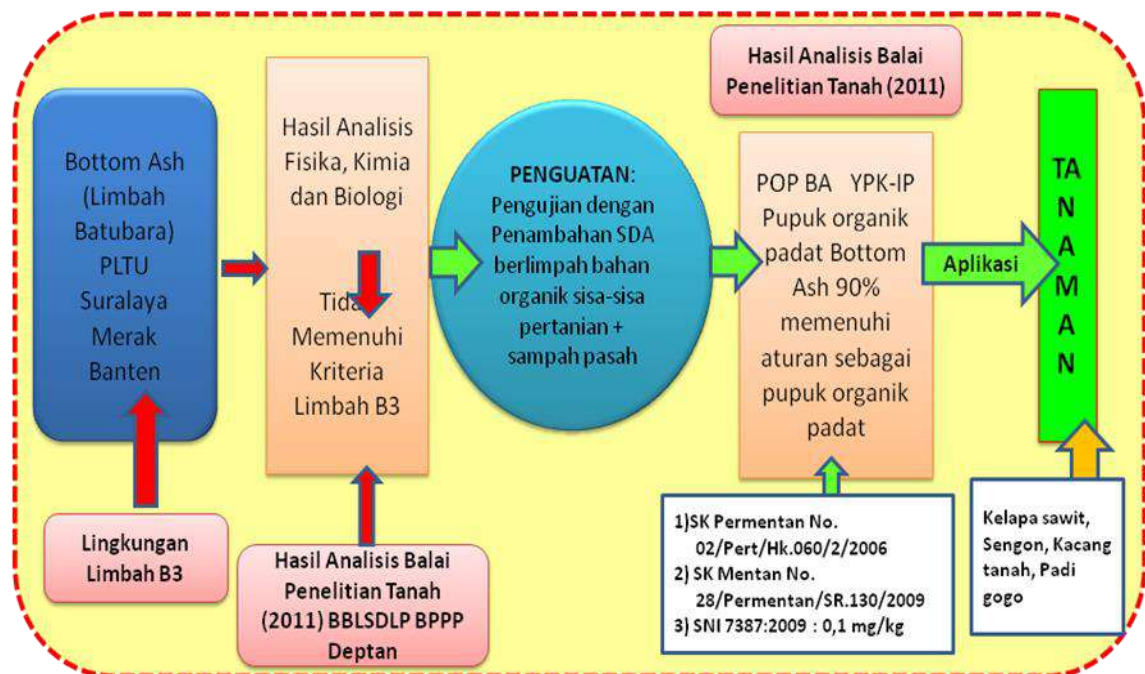 Bottom Ash
(Limbah
Batubara)
PLTU
Suralaya
Merak
Banten
Lingkungan
Limbah B3
Hasil Analisis
Fisika, Kimia
dan Biologi
Tida
Memenuhi
Kriteria
Limbah B3
Hasil Analisis Balai
Penelitian Tanah
(2011) BBLSDLP BPPP
Deptan
PENGUATAN:
Pengujian dengan
Penambahan SDA
berlimpah bahan
organik sisa-sisa
pertanian +
sampah pasah
Hasil Analisis Balai
Penelitian Tanah (2011)
POP BA YPK-IP
Pupuk organik
padat Bottom
Ash 90%
memenuhi
aturan sebagai
pupuk organik
padat
1)SK Permentan No.
02/Pert/Hk.060/2/2006
2) SK Mentan No.
28/Permentan/SR.130/2009
3) SNI 7387:2009 : 0,1 mg/kg
Aplikasi
TA
N
A
M
A
N
Kelapa sawit,
Sengon, Kacang
tanah, Padi
gogo